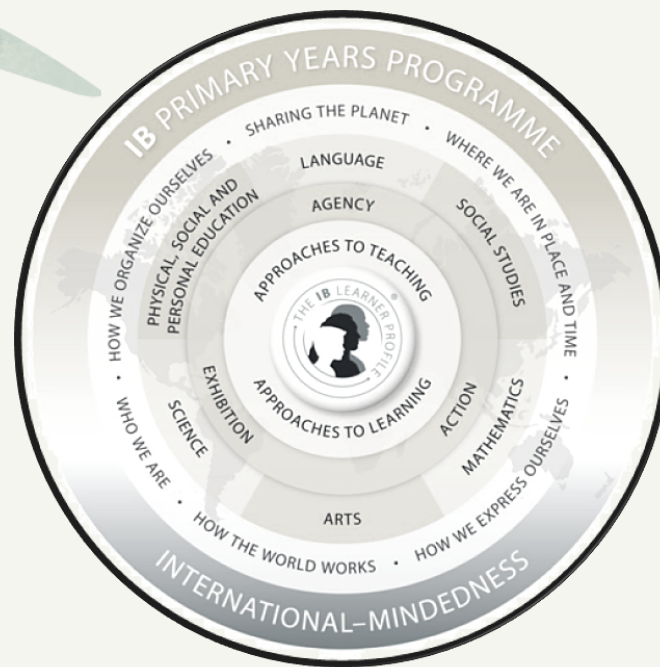 IB PRIMARY YEARS PROGRAMME
SHARING THE PLANET •
WHERE WE ARE IN PLACE AND TIME •
HOW WE EXPRESS OURSELVES •
HOW THE WORLD WORKS •
WHO WE ARE •
HOW WE ORGANIZE OURSELVES •
LANGUAGE
SOCIAL STUDIES
MATHEMATICS
ARTS
SCIENCE
PHYSICAL, SOCIAL AND
PERSONAL EDUCATION
AGENCY
ACTION
EXHIBITION
APPROACHES TO TEACHING
APPROACHES TO LEARNING
THE IB LEARNER PROFILE ®
INTERNATIONAL–MINDEDNESS